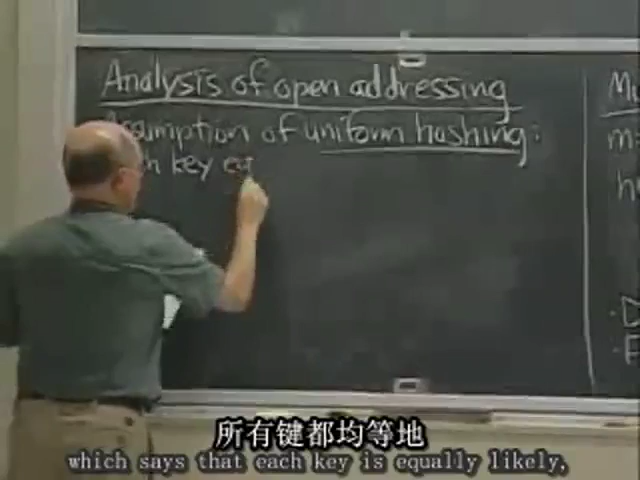 Analysis of open addressing
Assumption of uniform hashing:
key eq
M
m
h
D
F
所有键都均等地
which says that each key is equally likely,